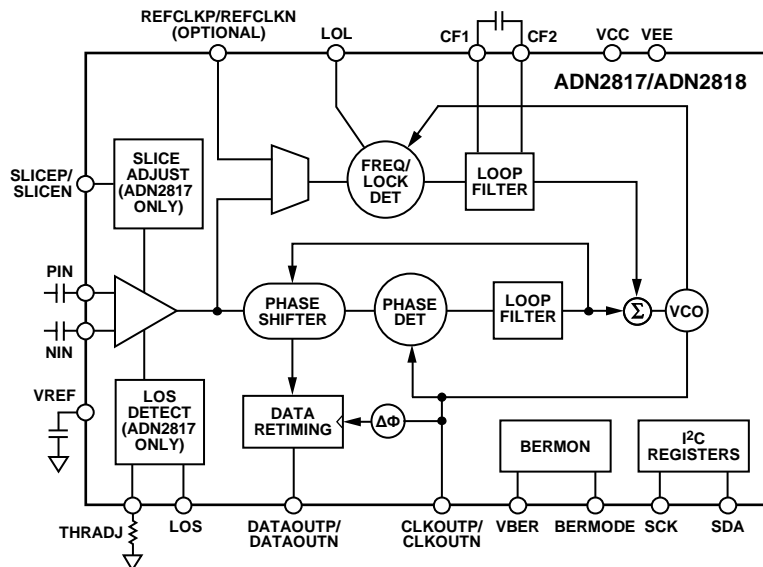 REFCLKP/REFCLKN
(OPTIONAL)
LOL
CF1
CF2
VCC
VEE
ADN2817/ADN2818
SLICEP/
SLICEN
SLICE
ADJUST
(ADN2817
ONLY)
FREQ/
LOCK
DET
LOOP
FILTER
PIN
NIN
PHASE
SHIFTER
PHASE
DET
LOOP
FILTER
Σ
VCO
VREF
LOS
DETECT
(ADN2817
ONLY)
DATA
RETIMING
ΔΦ
BERMON
I2C
REGISTERS
THRADJ
LOS
DATAOUTP/
DATAOUTN
CLKOUTP/
CLKOUTN
VBER
BERMODE
SCK
SDA